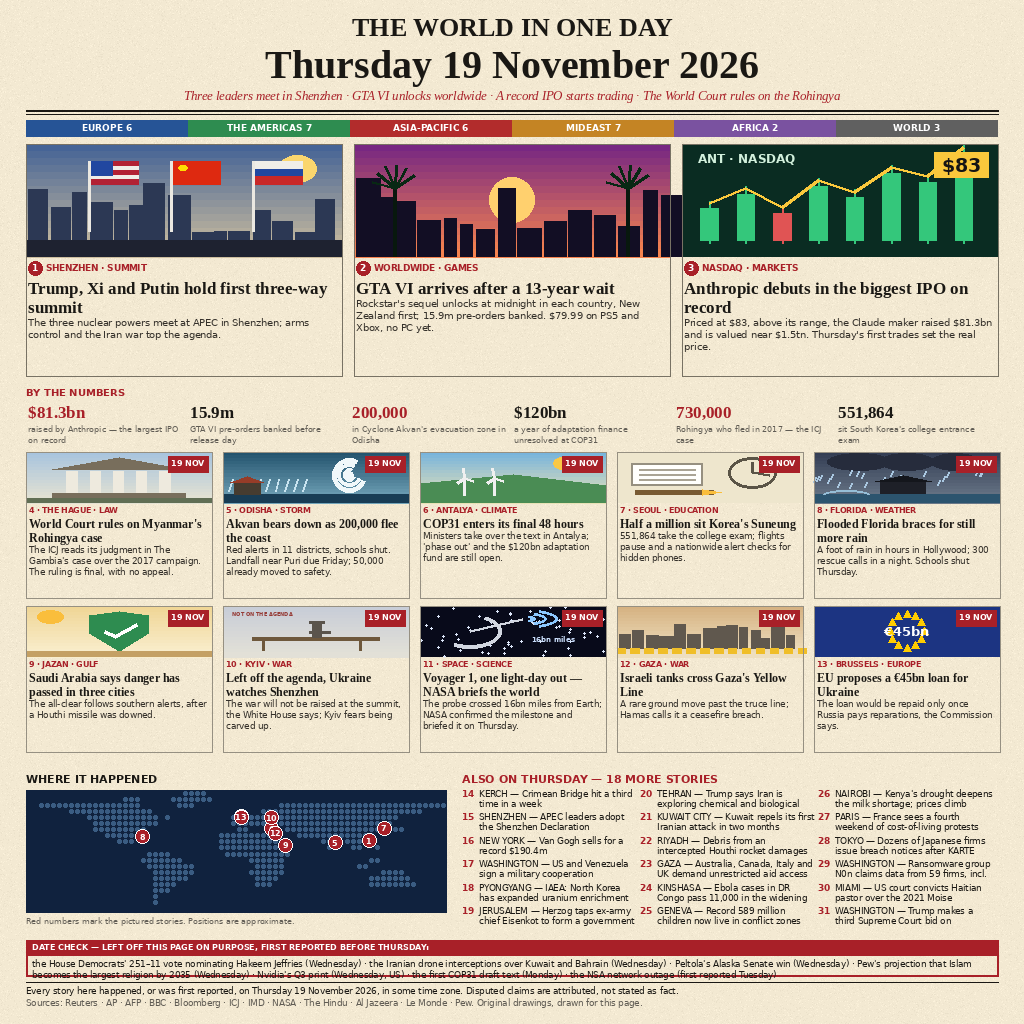 THE WORLD IN ONE DAY
Thursday 19 November 2026
Three leaders meet in Shenzhen · GTA VI unlocks worldwide · A record IPO starts trading · The World Court rules on the Rohingya
EUROPE 6
THE AMERICAS 7
ASIA-PACIFIC 6
MIDEAST 7
AFRICA 2
WORLD 3
ANT · NASDAQ
$83
1 SHENZHEN · SUMMIT
Trump, Xi and Putin hold first three-way
summit
The three nuclear powers meet at APEC in Shenzhen; arms
control and the Iran war top the agenda.
2 WORLDWIDE · GAMES
GTA VI arrives after a 13-year wait
Rockstar's sequel unlocks at midnight in each country, New
Zealand first; 15.9m pre-orders banked. $79.99 on PS5 and
Xbox, no PC yet.
3 NASDAQ · MARKETS
Anthropic debuts in the biggest IPO on
record
Priced at $83, above its range, the Claude maker raised $81.3bn
and is valued near $1.5tn. Thursday's first trades set the real
price.
BY THE NUMBERS
$81.3bn
raised by Anthropic — the largest IPO
on record
15.9m
GTA VI pre-orders banked before
release day
200,000
in Cyclone Akvan's evacuation zone in
Odisha
$120bn
a year of adaptation finance
unresolved at COP31
730,000
Rohingya who fled in 2017 — the ICJ
case
551,864
sit South Korea's college entrance
exam
19 NOV
4 · THE HAGUE · LAW
World Court rules on Myanmar's
Rohingya case
The ICJ reads its judgment in The
Gambia's case over the 2017 campaign.
The ruling is final, with no appeal.
19 NOV
5 · ODISHA · STORM
Akvan bears down as 200,000 flee
the coast
Red alerts in 11 districts, schools shut.
Landfall near Puri due Friday; 50,000
already moved to safety.
19 NOV
6 · ANTALYA · CLIMATE
COP31 enters its final 48 hours
Ministers take over the text in Antalya;
'phase out' and the $120bn adaptation
fund are still open.
19 NOV
7 · SEOUL · EDUCATION
Half a million sit Korea's Suneung
551,864 take the college exam; flights
pause and a nationwide alert checks for
hidden phones.
19 NOV
8 · FLORIDA · WEATHER
Flooded Florida braces for still
more rain
A foot of rain in hours in Hollywood; 300
rescue calls in a night. Schools shut
Thursday.
19 NOV
9 · JAZAN · GULF
Saudi Arabia says danger has
passed in three cities
The all-clear follows southern alerts, after
a Houthi missile was downed.
NOT ON THE AGENDA
19 NOV
10 · KYIV · WAR
Left off the agenda, Ukraine
watches Shenzhen
The war will not be raised at the summit,
the White House says; Kyiv fears being
carved up.
16bn miles
19 NOV
11 · SPACE · SCIENCE
Voyager 1, one light-day out —
NASA briefs the world
The probe crossed 16bn miles from Earth;
NASA confirmed the milestone and
briefed it on Thursday.
19 NOV
12 · GAZA · WAR
Israeli tanks cross Gaza's Yellow
Line
A rare ground move past the truce line;
Hamas calls it a ceasefire breach.
€45bn
19 NOV
13 · BRUSSELS · EUROPE
EU proposes a €45bn loan for
Ukraine
The loan would be repaid only once
Russia pays reparations, the Commission
says.
WHERE IT HAPPENED
13
10
12
9
8
5
1
7
Red numbers mark the pictured stories. Positions are approximate.
ALSO ON THURSDAY — 18 MORE STORIES
14 KERCH — Crimean Bridge hit a third
time in a week
15 SHENZHEN — APEC leaders adopt
the Shenzhen Declaration
16 NEW YORK — Van Gogh sells for a
record $190.4m
17 WASHINGTON — US and Venezuela
sign a military cooperation
18 PYONGYANG — IAEA: North Korea
has expanded uranium enrichment
19 JERUSALEM — Herzog taps ex-army
chief Eisenkot to form a government
20 TEHRAN — Trump says Iran is
exploring chemical and biological
21 KUWAIT CITY — Kuwait repels its first
Iranian attack in two months
22 RIYADH — Debris from an
intercepted Houthi rocket damages
23 GAZA — Australia, Canada, Italy and
UK demand unrestricted aid access
24 KINSHASA — Ebola cases in DR
Congo pass 11,000 in the widening
25 GENEVA — Record 589 million
children now live in conflict zones
26 NAIROBI — Kenya's drought deepens
the milk shortage; prices climb
27 PARIS — France sees a fourth
weekend of cost-of-living protests
28 TOKYO — Dozens of Japanese firms
issue breach notices after KARTE
29 WASHINGTON — Ransomware group
N0n claims data from 59 firms, incl.
30 MIAMI — US court convicts Haitian
pastor over the 2021 Moise
31 WASHINGTON — Trump makes a
third Supreme Court bid on
DATE CHECK — LEFT OFF THIS PAGE ON PURPOSE, FIRST REPORTED BEFORE THURSDAY:
the House Democrats' 251–11 vote nominating Hakeem Jeffries (Wednesday) · the Iranian drone interceptions over Kuwait and Bahrain (Wednesday) · Peltola's Alaska Senate win (Wednesday) · Pew's projection that Islam
becomes the largest religion by 2035 (Wednesday) · Nvidia's Q3 print (Wednesday, US) · the first COP31 draft text (Monday) · the NSA network outage (first reported Tuesday)
Every story here happened, or was first reported, on Thursday 19 November 2026, in some time zone. Disputed claims are attributed, not stated as fact.
Sources: Reuters · AP · AFP · BBC · Bloomberg · ICJ · IMD · NASA · The Hindu · Al Jazeera · Le Monde · Pew. Original drawings, drawn for this page.